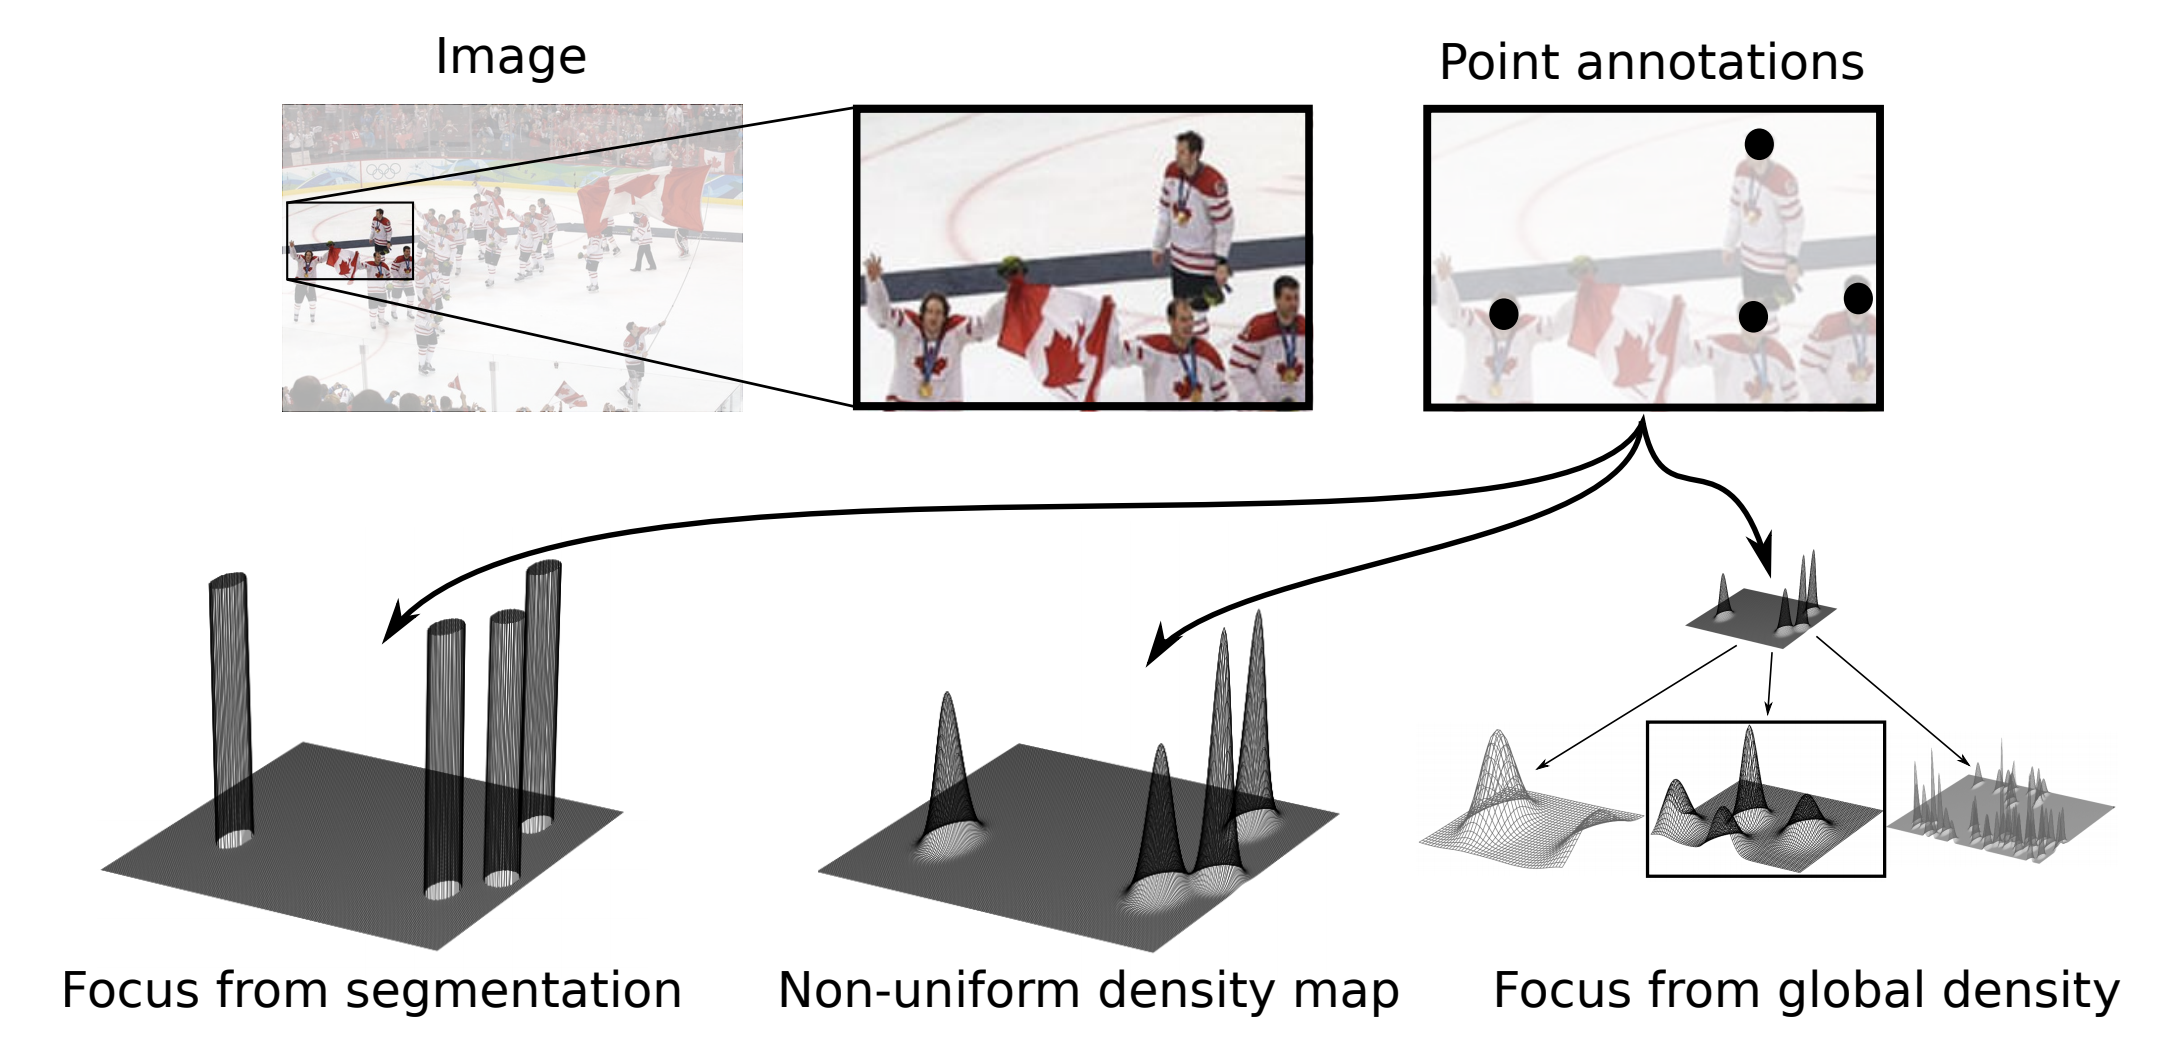 Image
Point annotations
Focus from segmentation
Non-uniform density map
Focus from global density